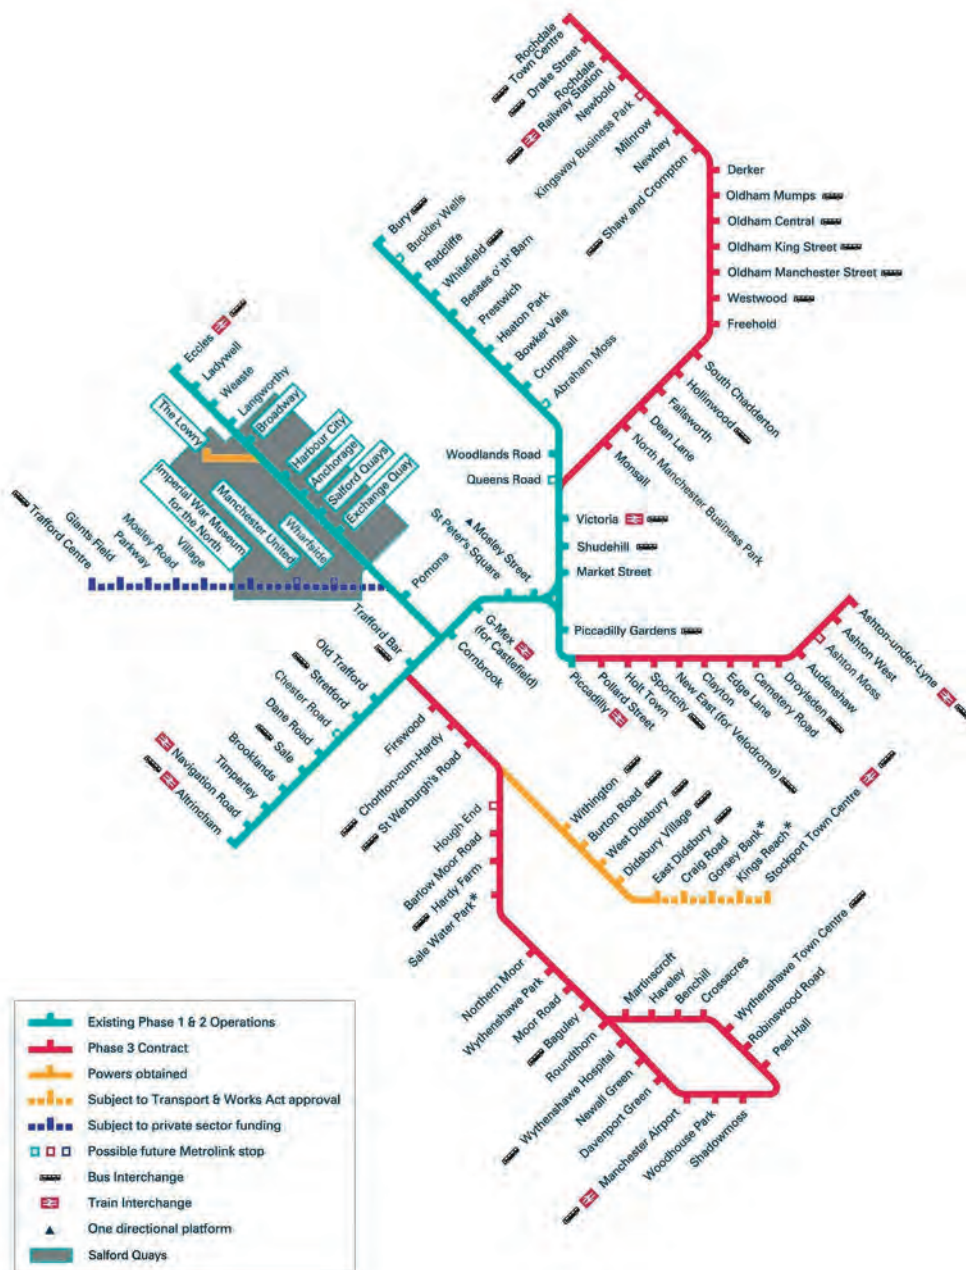 Rochdale
Town Centre
Drake Street
Rochdale
Railway Station
Newbold
Kingsway Business Park
Milnrow
Newhey
Shaw and Crompton
Derker
Oldham Mumps
Oldham Central
Oldham King Street
Oldham Manchester Street
Westwood
Freehold
South Chadderton
Hollinwood
Failsworth
Dean Lane
North Manchester Business Park
Monsall
Bury
Buckley Wells
Radcliffe
Whitefield
Besses o' th' Barn
Prestwich
Heaton Park
Bowker Vale
Crumpsall
Abraham Moss
Woodlands Road
Queens Road
Victoria
Shudehill
Market Street
Piccadilly Gardens
Mosley Street
St Peter's Square
G-Mex
(for Castlefield)
Cornbrook
Eccles
Ladywell
Weaste
Langworthy
Broadway
The Lowry
Harbour City
Anchorage
Salford Quays
Exchange Quay
Pomona
Imperial War Museum
for the North
Manchester United
Wharfside
Trafford Centre
Giants Field
Parkway
Mosley Road
Village
Trafford Bar
Old Trafford
Stretford
Chester Road
Dane Road
Sale
Brooklands
Timperley
Navigation Road
Altrincham
Piccadilly
Pollard Street
Holt Town
Sportcity
New East (for Velodrome)
Clayton
Edge Lane
Cemetery Road
Droylsden
Audenshaw
Ashton Moss
Ashton West
Ashton-under-Lyne
Firswood
Chorlton-cum-Hardy
St Werburgh's Road
Withington
Burton Road
West Didsbury
Didsbury Village
East Didsbury
Craig Road
Gorsey Bank*
Kings Reach*
Stockport Town Centre
Hough End
Barlow Moor Road
Hardy Farm
Sale Water Park*
Northern Moor
Wythenshawe Park
Moor Road
Baguley
Roundthorn
Martinscroft
Haveley
Benchill
Crossacres
Wythenshawe Town Centre
Robinswood Road
Peel Hall
Wythenshawe Hospital
Newall Green
Davenport Green
Manchester Airport
Woodhouse Park
Shadowmoss
Existing Phase 1 & 2 Operations
Phase 3 Contract
Powers obtained
Subject to Transport & Works Act approval
Subject to private sector funding
Possible future Metrolink stop
Bus Interchange
Train Interchange
One directional platform
Salford Quays